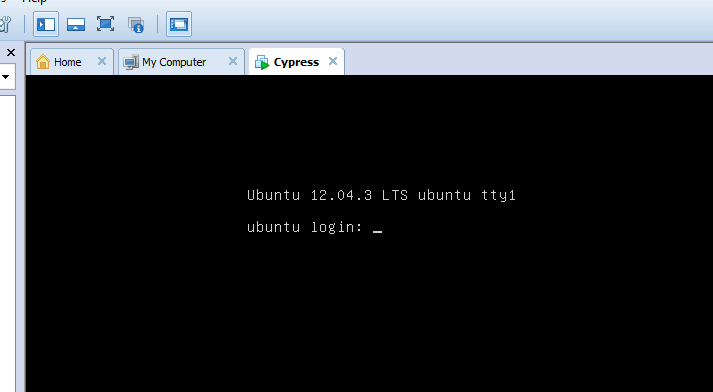 Help
Home
My Computer
Cypress
Ubuntu 12.04.3 LTS ubuntu tty1
ubuntu login: _